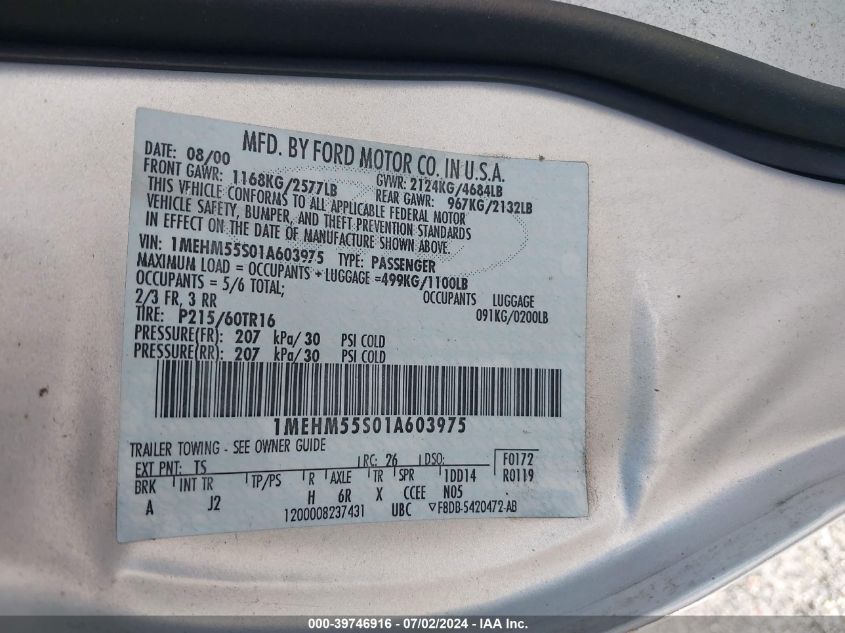 MFD. BY FORD MOTOR CO. IN U.S.A.
DATE: 08/00 GVWR: 2124KG/4684LB
FRONT GAWR: 1168KG/2577LB REAR GAWR: 967KG/2132LB
THIS VEHICLE CONFORMS TO ALL APPLICABLE FEDERAL MOTOR
VEHICLE SAFETY, BUMPER, AND THEFT PREVENTION STANDARDS
IN EFFECT ON THE DATE OF MANUFACTURE SHOWN ABOVE.
VIN: 1MEHM55S01A603975 TYPE: PASSENGER
MAXIMUM LOAD = OCCUPANTS + LUGGAGE =499KG/1100LB
OCCUPANTS = 5/6 TOTAL; OCCUPANTS LUGGAGE
2/3 FR, 3 RR 091KG/0200LB
TIRE: P215/60TR16
PRESSURE(FR): 207 kPa/30 PSI COLD
PRESSURE(RR): 207 kPa/30 PSI COLD
1MEHM55S01A603975
TRAILER TOWING - SEE OWNER GUIDE
EXT PNT: TS RC: 26 DSO: F0172
BRK INT TR TP/PS R AXLE TR SPR 1DD14 R0119
A J2 H 6R X CCEE N05
1200008237431 UBC ▽F8DB-5420472-AB
000-39746916 - 07/02/2024 - IAAI.com